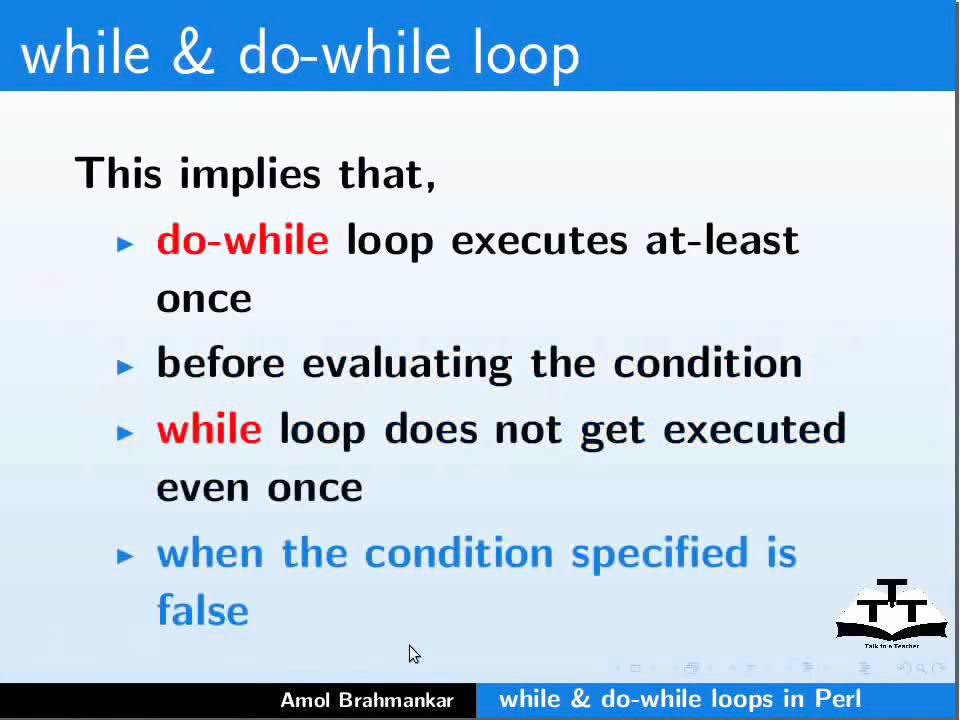 while & do-while loop
This implies that,
do-while loop executes at-least
once
before evaluating the condition
while loop does not get executed
even once
when the condition specified is
false
T T T
Talk to a Teacher
Amol Brahmankar
while & do-while loops in Perl